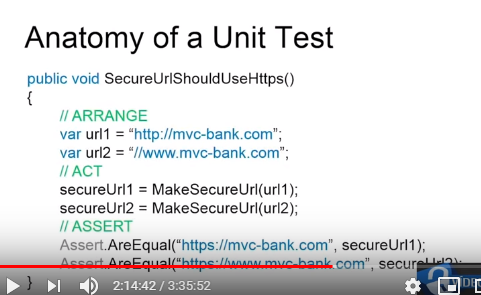 Anatomy of a Unit Test
public void SecureUrlShouldUseHttps()
{
// ARRANGE
var url1 = “http://mvc-bank.com”;
var url2 = “//www.mvc-bank.com”;
// ACT
secureUrl1 = MakeSecureUrl(url1);
secureUrl2 = MakeSecureUrl(url2);
// ASSERT
Assert.AreEqual(“https://mvc-bank.com”, secureUrl1);
Assert.AreEqual(“https://www.mvc-bank.com”, secureUrl2);
}
2:14:42 / 3:35:52